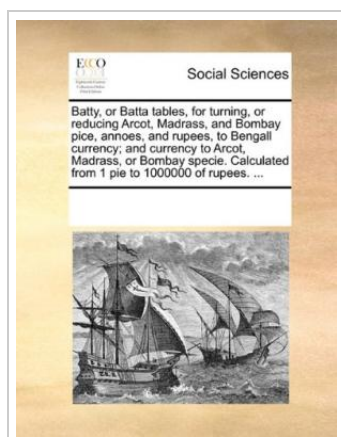 ECCO
Social Sciences
Batty, or Batta tables, for turning, or
reducing Arcot, Madrass, and Bombay
pice, annoes, and rupees, to Bengall
currency; and currency to Arcot,
Madrass, or Bombay specie. Calculated
from 1 pie to 1000000 of rupees. ...